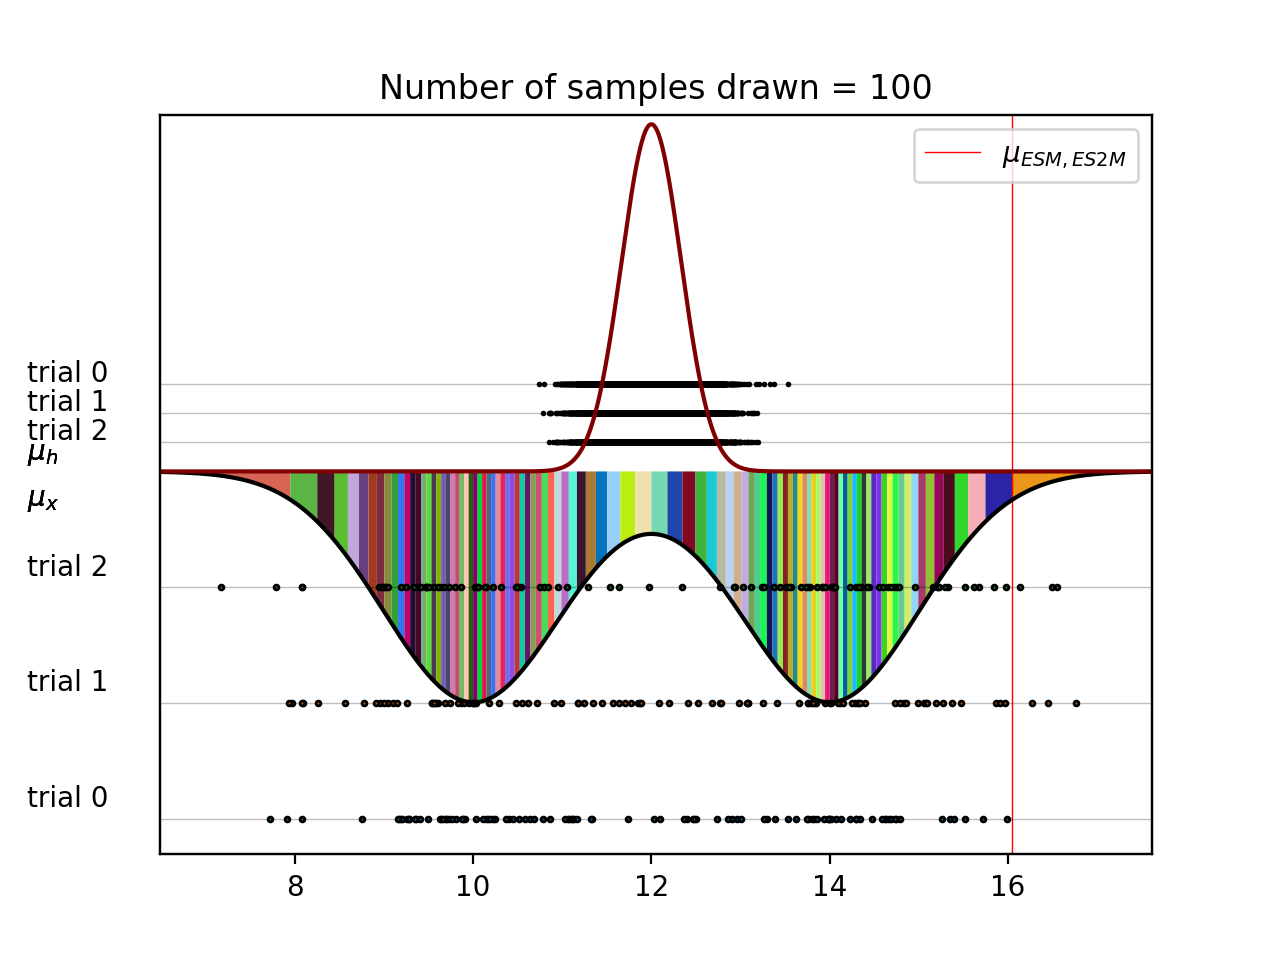 Number of samples drawn = 100
μ_{ESM, ES2M}
trial 0
trial 1
trial 2
μ_h
μ_x
trial 2
trial 1
trial 0
8 10 12 14 16